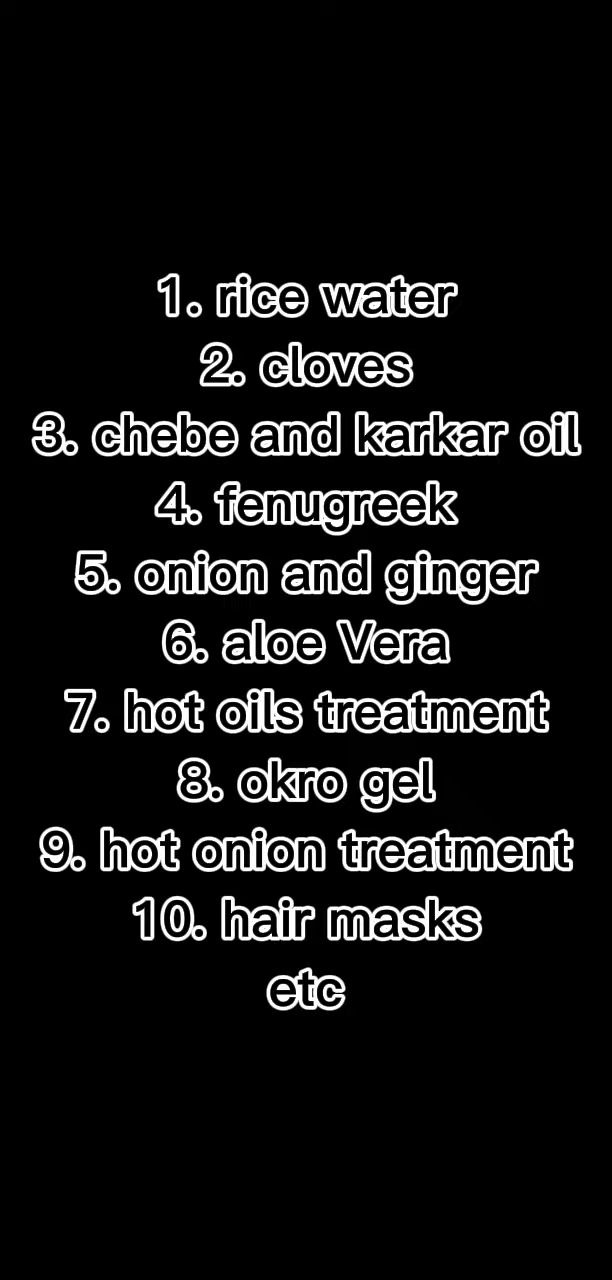 1. rice water
2. cloves
3. chebe and karkar oil
4. fenugreek
5. onion and ginger
6. aloe Vera
7. hot oils treatment
8. okro gel
9. hot onion treatment
10. hair masks
etc